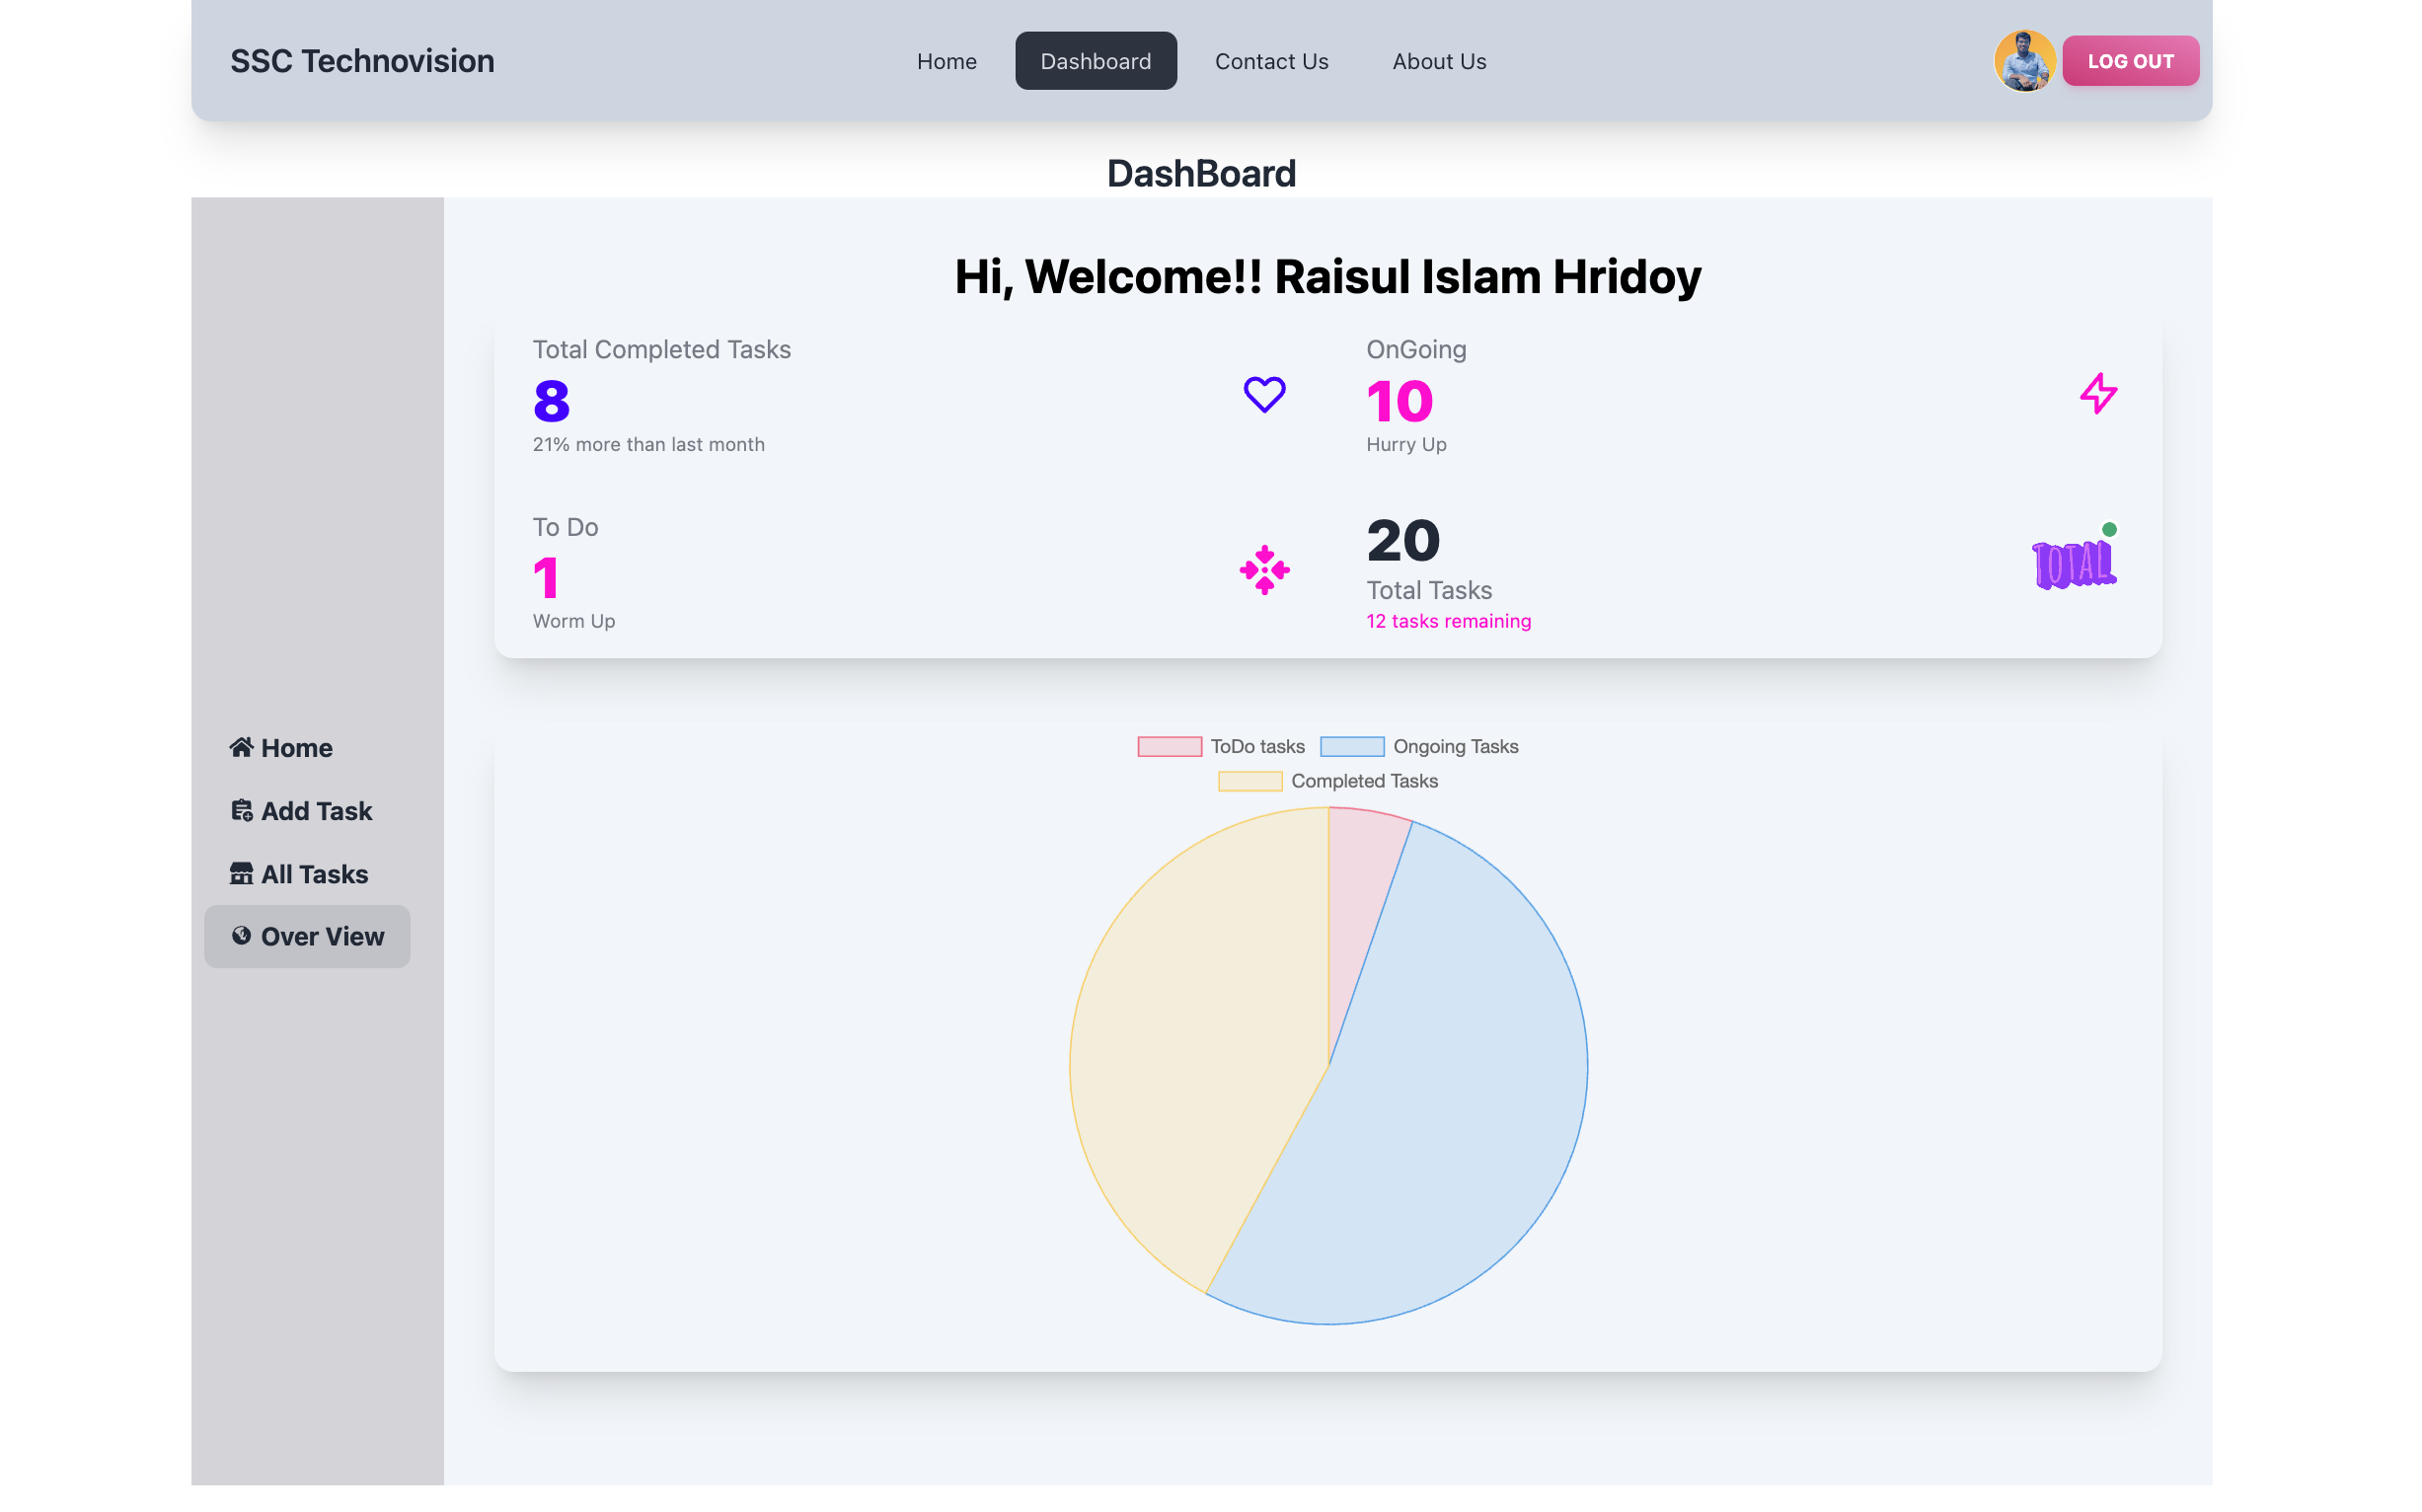 SSC Technovision
Home
Dashboard
Contact Us
About Us
LOG OUT
DashBoard
Hi, Welcome!! Raisul Islam Hridoy
Total Completed Tasks
8
21% more than last month
OnGoing
10
Hurry Up
To Do
1
Worm Up
20
Total Tasks
12 tasks remaining
TOTAL
Home
Add Task
All Tasks
Over View
ToDo tasks
Ongoing Tasks
Completed Tasks